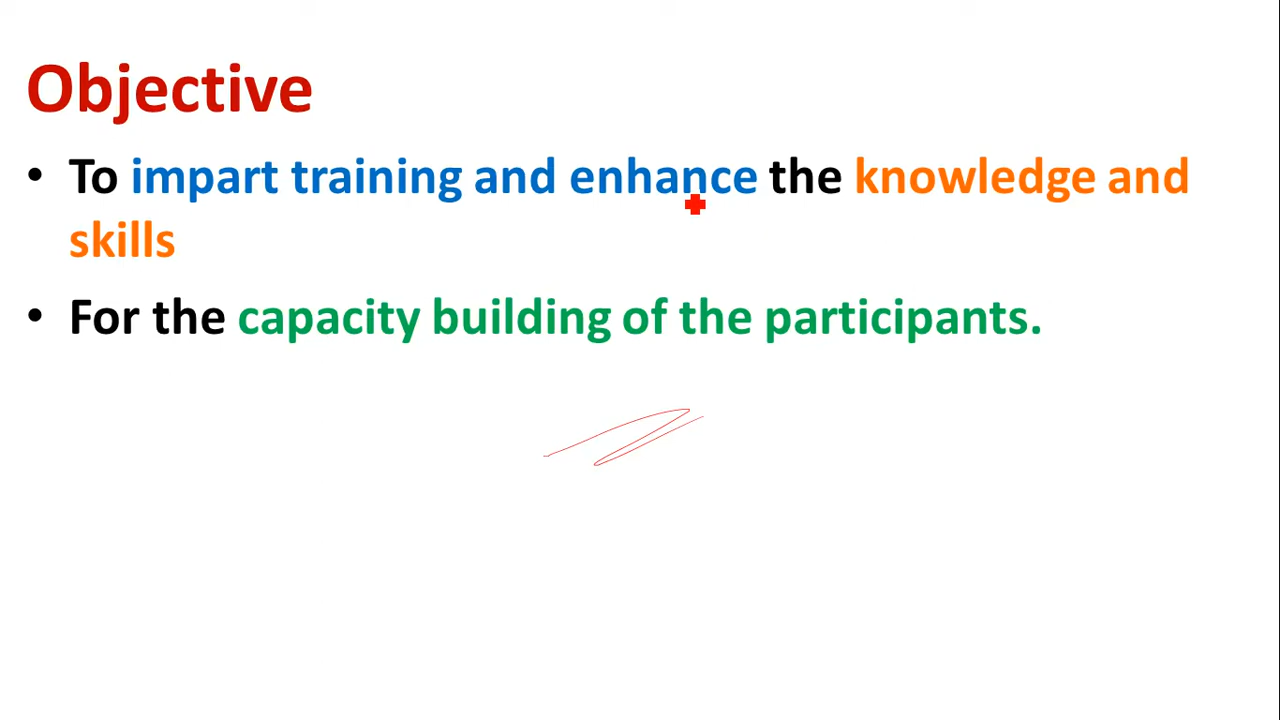 Objective
• To impart training and enhance the knowledge and
skills
• For the capacity building of the participants.